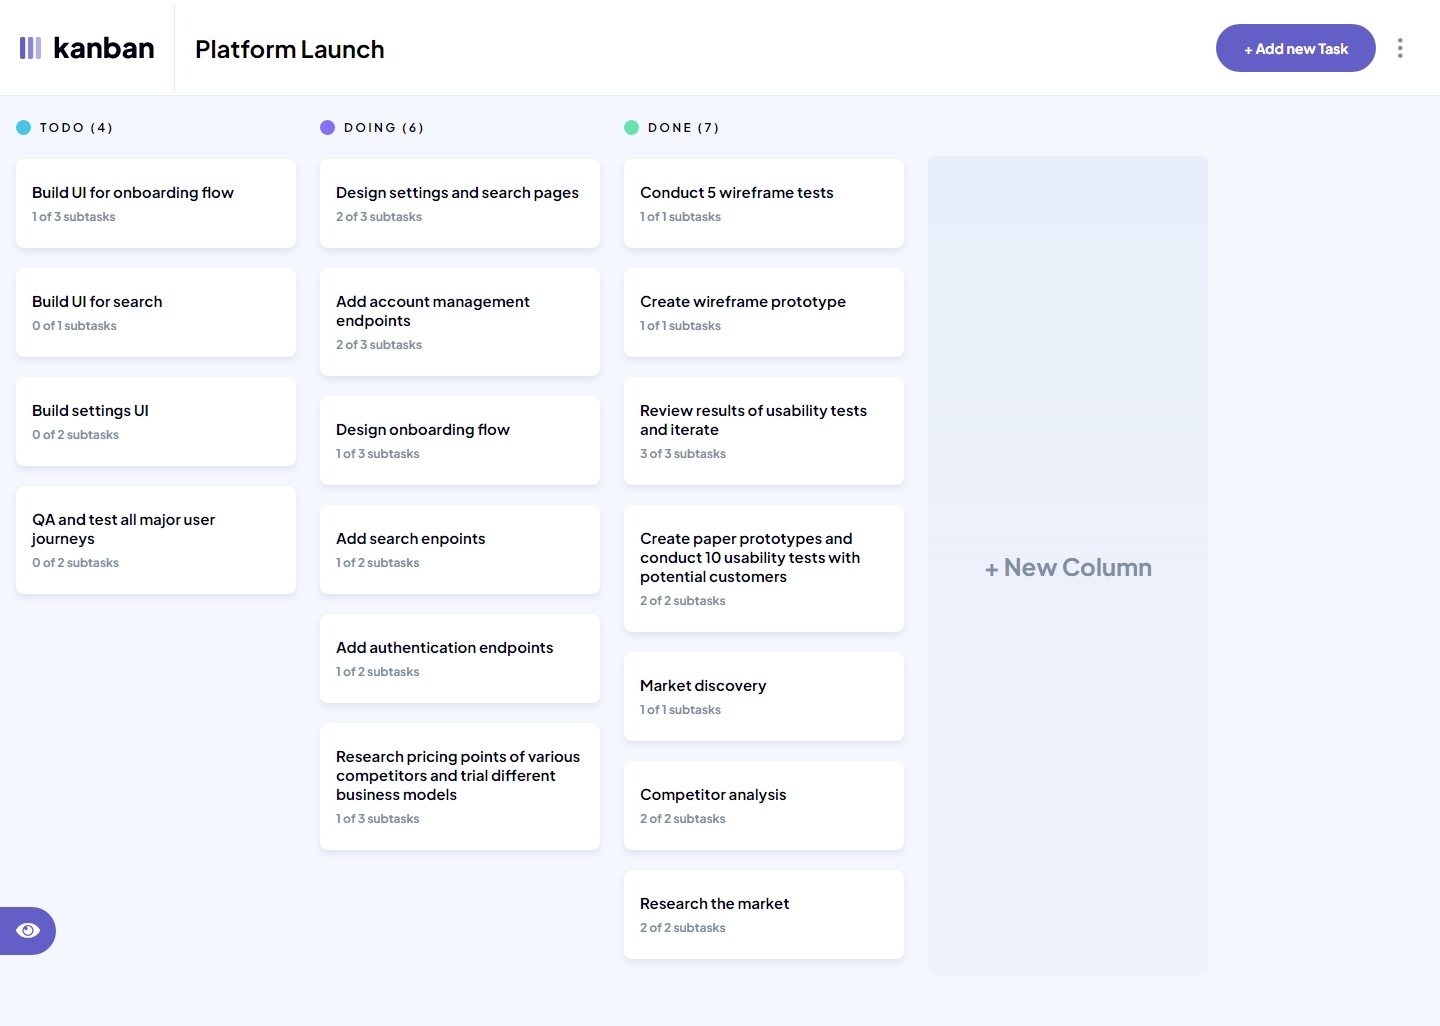 kanban
Platform Launch
+ Add new Task
TODO (4)
Build UI for onboarding flow
1 of 3 subtasks
Build UI for search
0 of 1 subtasks
Build settings UI
0 of 2 subtasks
QA and test all major user
journeys
0 of 2 subtasks
DOING (6)
Design settings and search pages
2 of 3 subtasks
Add account management
endpoints
2 of 3 subtasks
Design onboarding flow
1 of 3 subtasks
Add search enpoints
1 of 2 subtasks
Add authentication endpoints
1 of 2 subtasks
Research pricing points of various
competitors and trial different
business models
1 of 3 subtasks
DONE (7)
Conduct 5 wireframe tests
1 of 1 subtasks
Create wireframe prototype
1 of 1 subtasks
Review results of usability tests
and iterate
3 of 3 subtasks
Create paper prototypes and
conduct 10 usability tests with
potential customers
2 of 2 subtasks
Market discovery
1 of 1 subtasks
Competitor analysis
2 of 2 subtasks
Research the market
2 of 2 subtasks
+ New Column